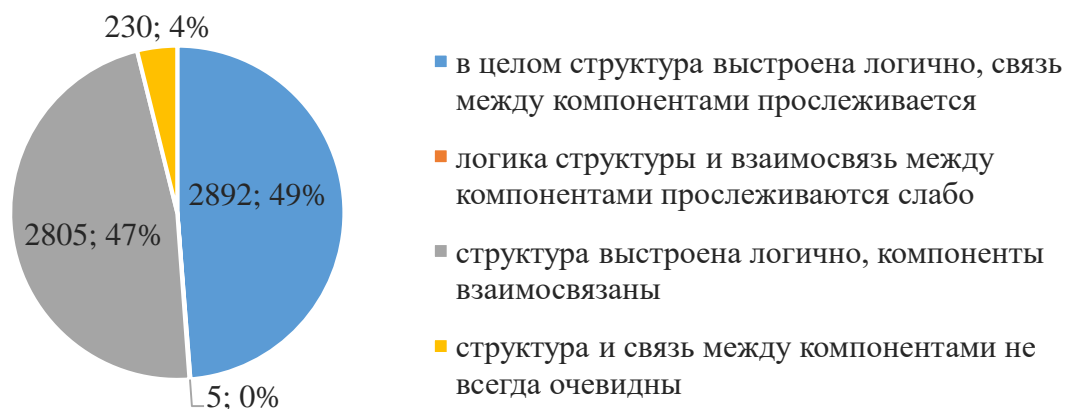 230; 4%
2892; 49%
2805; 47%
5; 0%
в целом структура выстроена логично, связь
между компонентами прослеживается
логика структуры и взаимосвязь между
компонентами прослеживаются слабо
структура выстроена логично, компоненты
взаимосвязаны
структура и связь между компонентами не
всегда очевидны